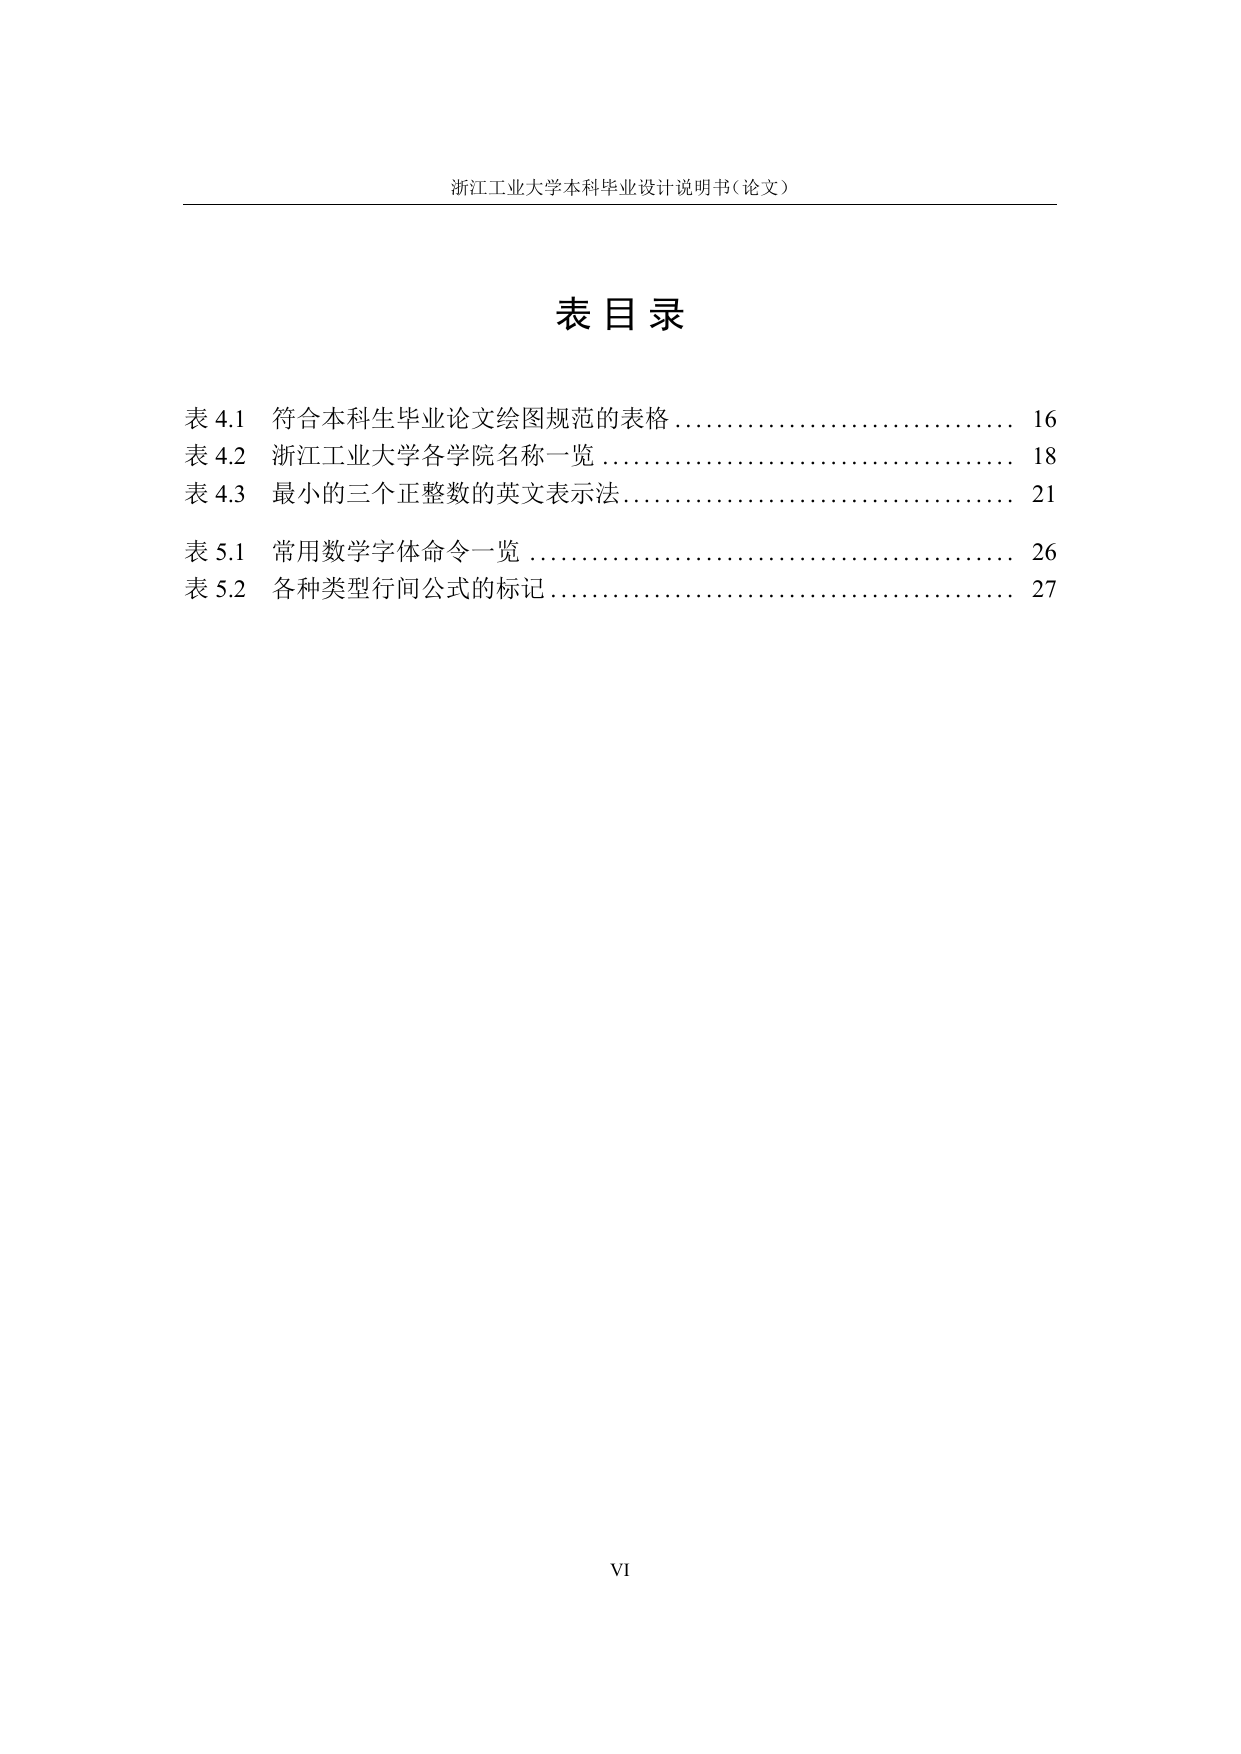 浙江工业大学本科毕业设计说明书(论文)
表目录
表 4.1 符合本科生毕业论文绘图规范的表格................................. 16
表 4.2 浙江工业大学各学院名称一览........................................ 18
表 4.3 最小的三个正整数的英文表示法...................................... 21
表 5.1 常用数学字体命令一览............................................... 26
表 5.2 各种类型行间公式的标记............................................. 27
VI